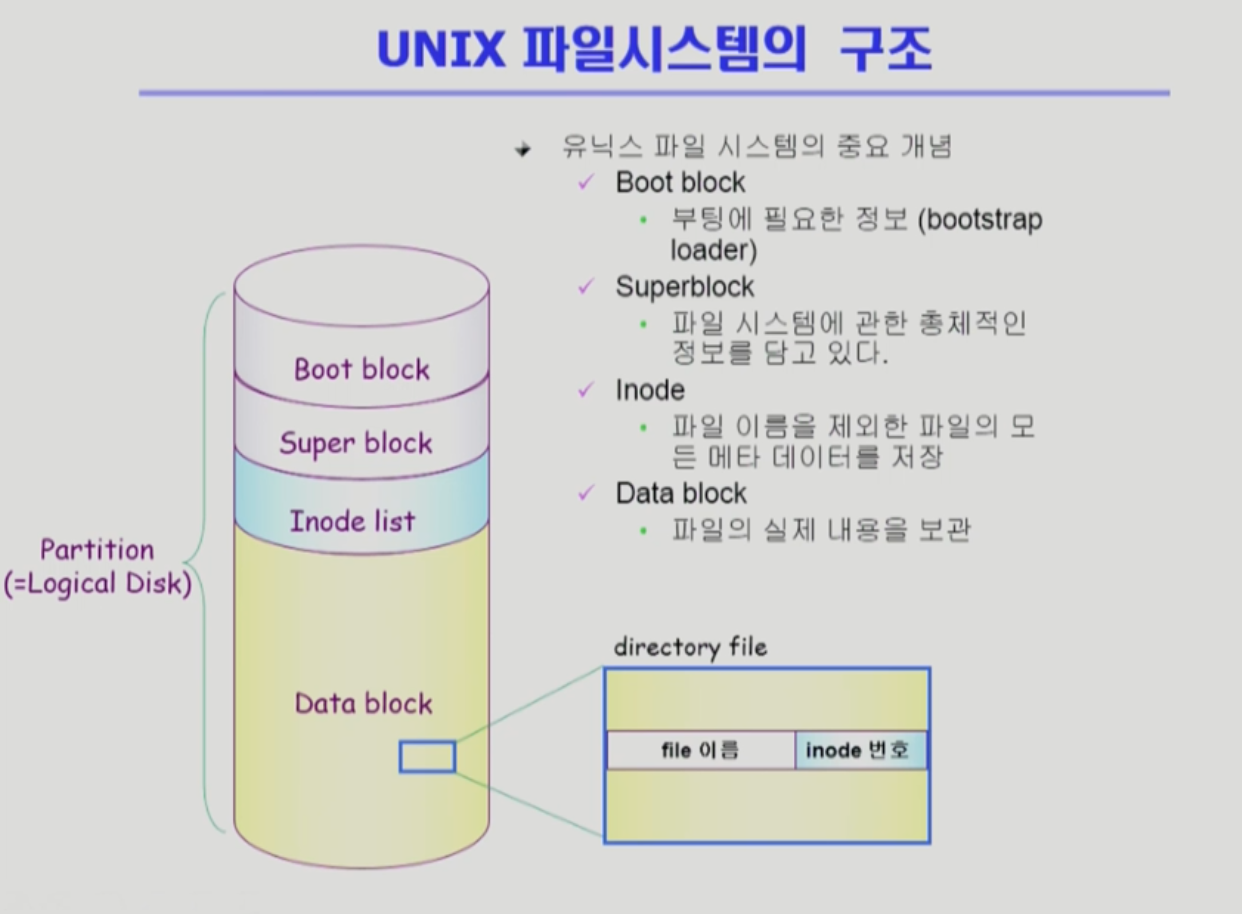 UNIX 파일시스템의 구조
유닉스 파일 시스템의 중요 개념
Boot block
부팅에 필요한 정보 (bootstrap
loader)
Superblock
파일 시스템에 관한 총체적인
정보를 담고 있다.
Inode
파일 이름을 제외한 파일의 모
든 메타 데이터를 저장
Data block
파일의 실제 내용을 보관
Boot block
Super block
Inode list
Partition
(=Logical Disk)
Data block
directory file
file 이름
inode 번호